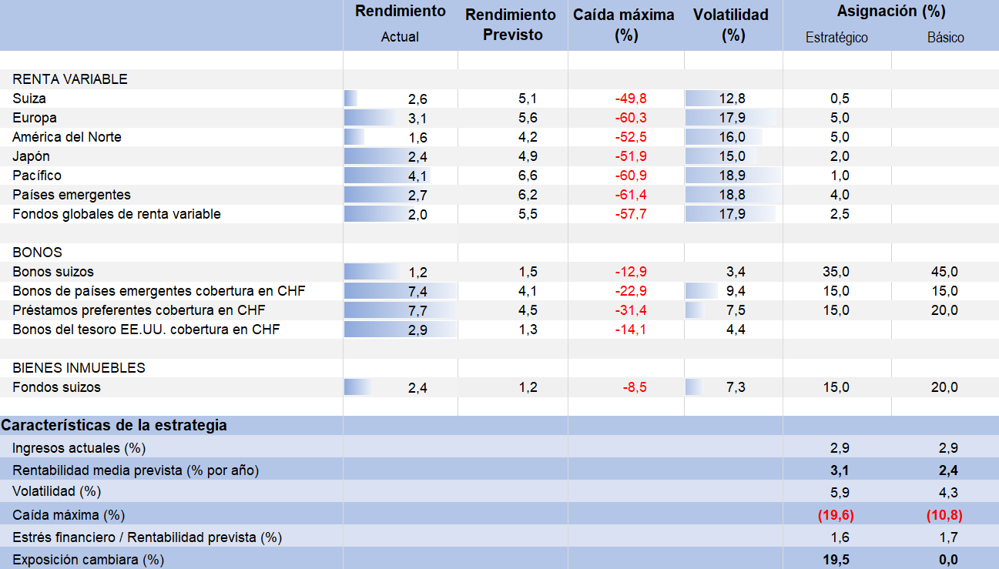 Rendimiento Rendimiento Caída máxima Volatilidad Asignación (%)
Actual Previsto (%) (%) Estratégico Básico
RENTA VARIABLE
Suiza 2,6 5,1 -49,8 12,8 0,5
Europa 3,1 5,6 -60,3 17,9 5,0
América del Norte 1,6 4,2 -52,5 16,0 5,0
Japón 2,4 4,9 -51,9 15,0 2,0
Pacífico 4,1 6,6 -60,9 18,9 1,0
Países emergentes 2,7 6,2 -61,4 18,8 4,0
Fondos globales de renta variable 2,0 5,5 -57,7 17,9 2,5
BONOS
Bonos suizos 1,2 1,5 -12,9 3,4 35,0 45,0
Bonos de países emergentes cobertura en CHF 7,4 4,1 -22,9 9,4 15,0 15,0
Préstamos preferentes cobertura en CHF 7,7 4,5 -31,4 7,5 15,0 20,0
Bonos del tesoro EE.UU. cobertura en CHF 2,9 1,3 -14,1 4,4
BIENES INMUEBLES
Fondos suizos 2,4 1,2 -8,5 7,3 15,0 20,0
Características de la estrategia
Ingresos actuales (%) 2,9 2,9
Rentabilidad media prevista (% por año) 3,1 2,4
Volatilidad (%) 5,9 4,3
Caída máxima (%) (19,6) (10,8)
Estrés financiero / Rentabilidad prevista (%) 1,6 1,7
Exposición cambiara (%) 19,5 0,0